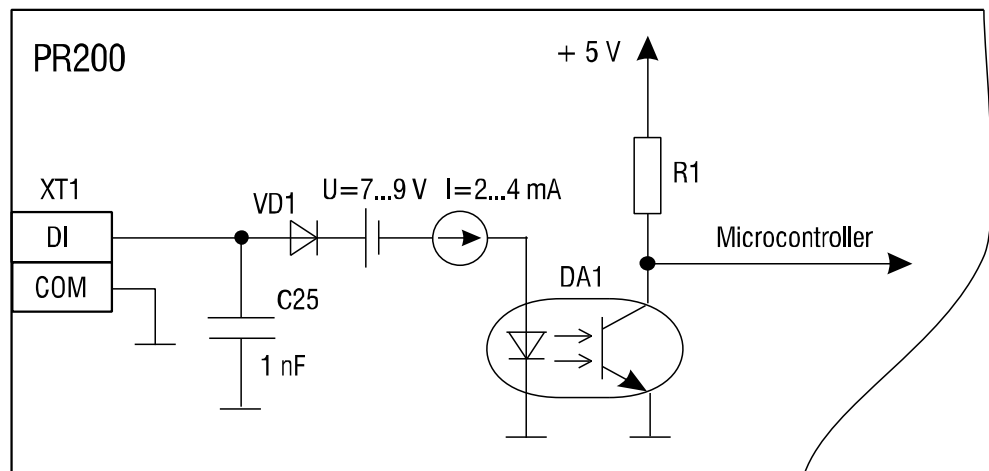 PR200
+ 5 V
XT1
VD1
U=7...9 V
I=2...4 mA
R1
DI
COM
C25
1 nF
DA1
Microcontroller